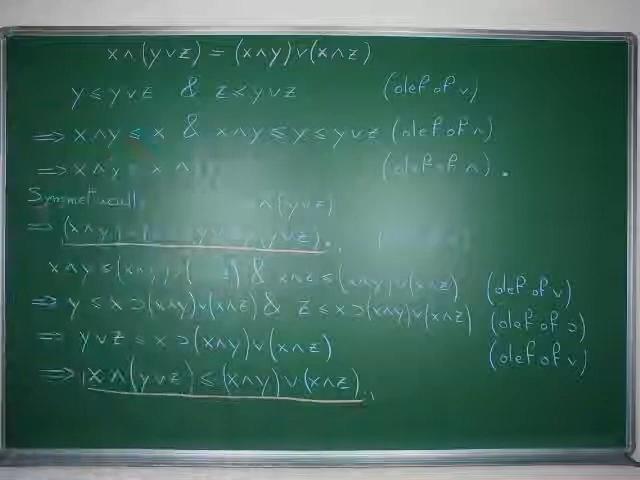 x∧(y∨z) = (x∧y)∨(x∧z)
y ≤ y∨z & z ≤ y∨z (def of ∨)
⇒ x∧y ≤ x & x∧y ≤ y ≤ y∨z (def of ∧)
⇒ x∧y ≤ x ∧ (def of ∧).
Symmetrically ∧(y∨z)
⇒ (x∧y) y∨z).
x∧y ≤ (x∧y)∨( ) & x∧z ≤ (x∧y)∨(x∧z) (def of ∨)
⇒ y ≤ x⊃(x∧y)∨(x∧z) & z ≤ x⊃(x∧y)∨(x∧z) (def of ⊃)
⇒ y∨z ≤ x⊃(x∧y)∨(x∧z) (def of ∨)
⇒ x∧(y∨z) ≤ (x∧y)∨(x∧z).